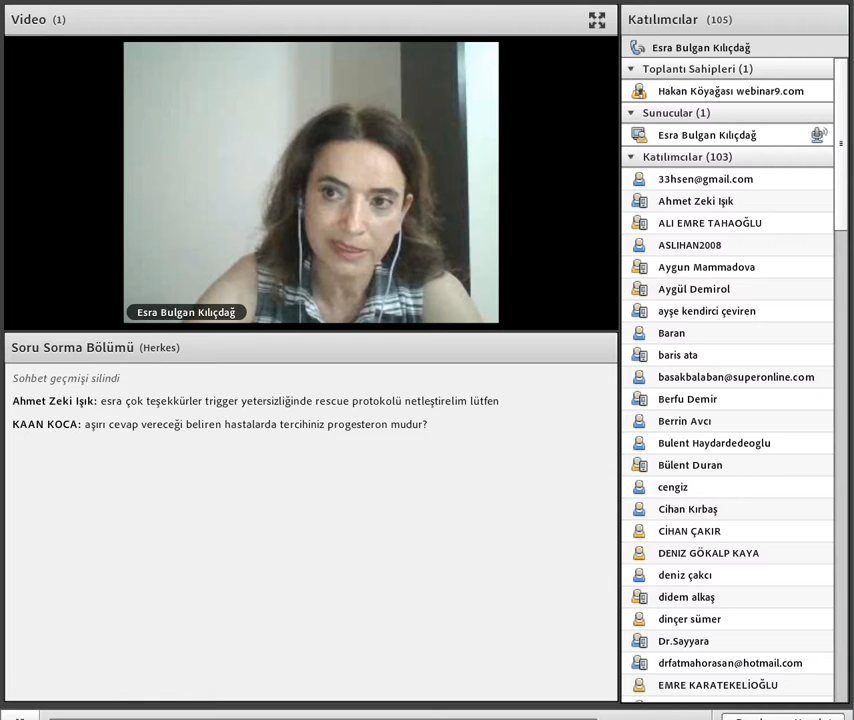 Video (1)
Esra Bulgan Kılıçdağ
Soru Sorma Bölümü (Herkes)
Sohbet geçmişi silindi
Ahmet Zeki Işık: esra çok teşekkürler trigger yetersizliğinde rescue protokolü netleştirelim lütfen
KAAN KOCA: aşırı cevap vereceği beliren hastalarda tercihiniz progesteron mudur?
Katılımcılar (105)
Esra Bulgan Kılıçdağ
Toplantı Sahipleri (1)
Hakan Köyağası webinar9.com
Sunucular (1)
Esra Bulgan Kılıçdağ
Katılımcılar (103)
33hsen@gmail.com
Ahmet Zeki Işık
ALI EMRE TAHAOĞLU
ASLIHAN2008
Aygun Mammadova
Aygül Demirol
ayşe kendirci çeviren
Baran
baris ata
basakbalaban@superonline.com
Berfu Demir
Berrin Avcı
Bulent Haydardedeoglu
Bülent Duran
cengiz
Cihan Kırbaş
CİHAN ÇAKIR
DENIZ GÖKALP KAYA
deniz çakcı
didem alkaş
dinçer sümer
Dr.Sayyara
drfatmahorasan@hotmail.com
EMRE KARATEKELİOĞLU